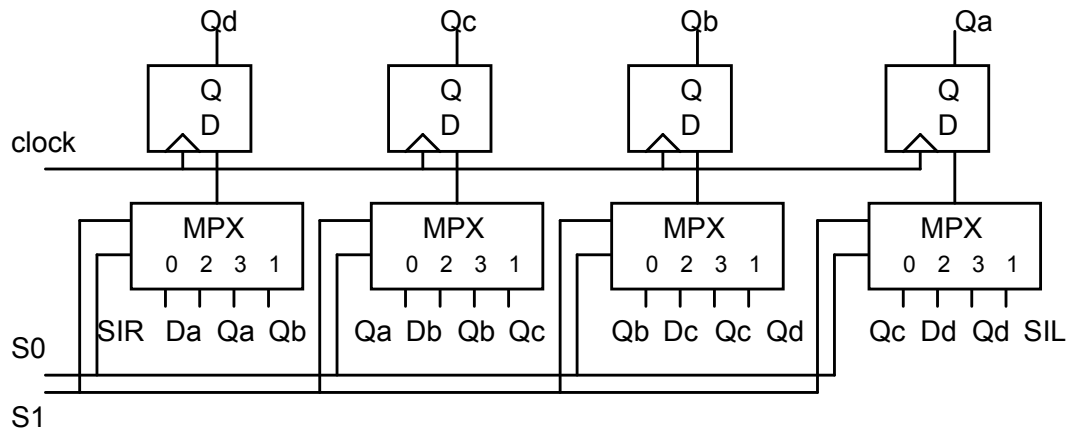 Qd Qc Qb Qa
Q Q Q Q
D D D D
clock
MPX MPX MPX MPX
0 2 3 1 0 2 3 1 0 2 3 1 0 2 3 1
SIR Da Qa Qb Qa Db Qb Qc Qb Dc Qc Qd Qc Dd Qd SIL
S0
S1